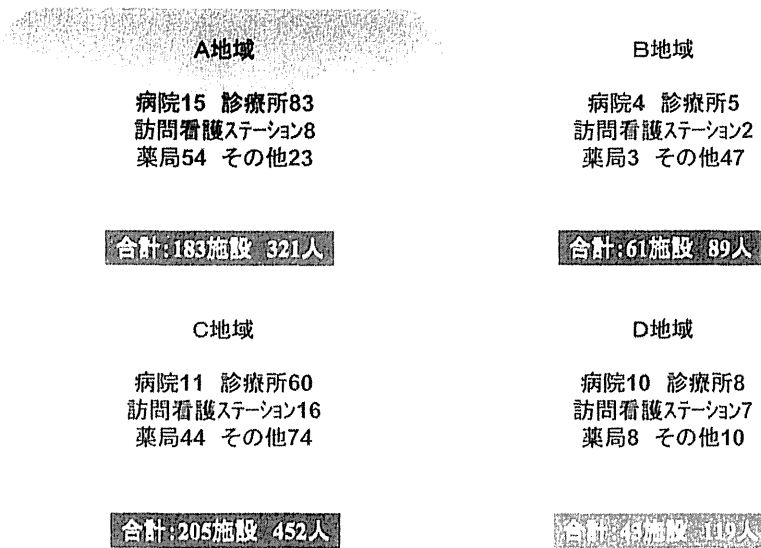 A地域
病院15 診療所83
訪問看護ステーション8
薬局54 その他23
合計:183施設 321人
B地域
病院4 診療所5
訪問看護ステーション2
薬局3 その他47
合計:61施設 89人
C地域
病院11 診療所60
訪問看護ステーション16
薬局44 その他74
合計:205施設 452人
D地域
病院10 診療所8
訪問看護ステーション7
薬局8 その他10
合計:43施設 119人